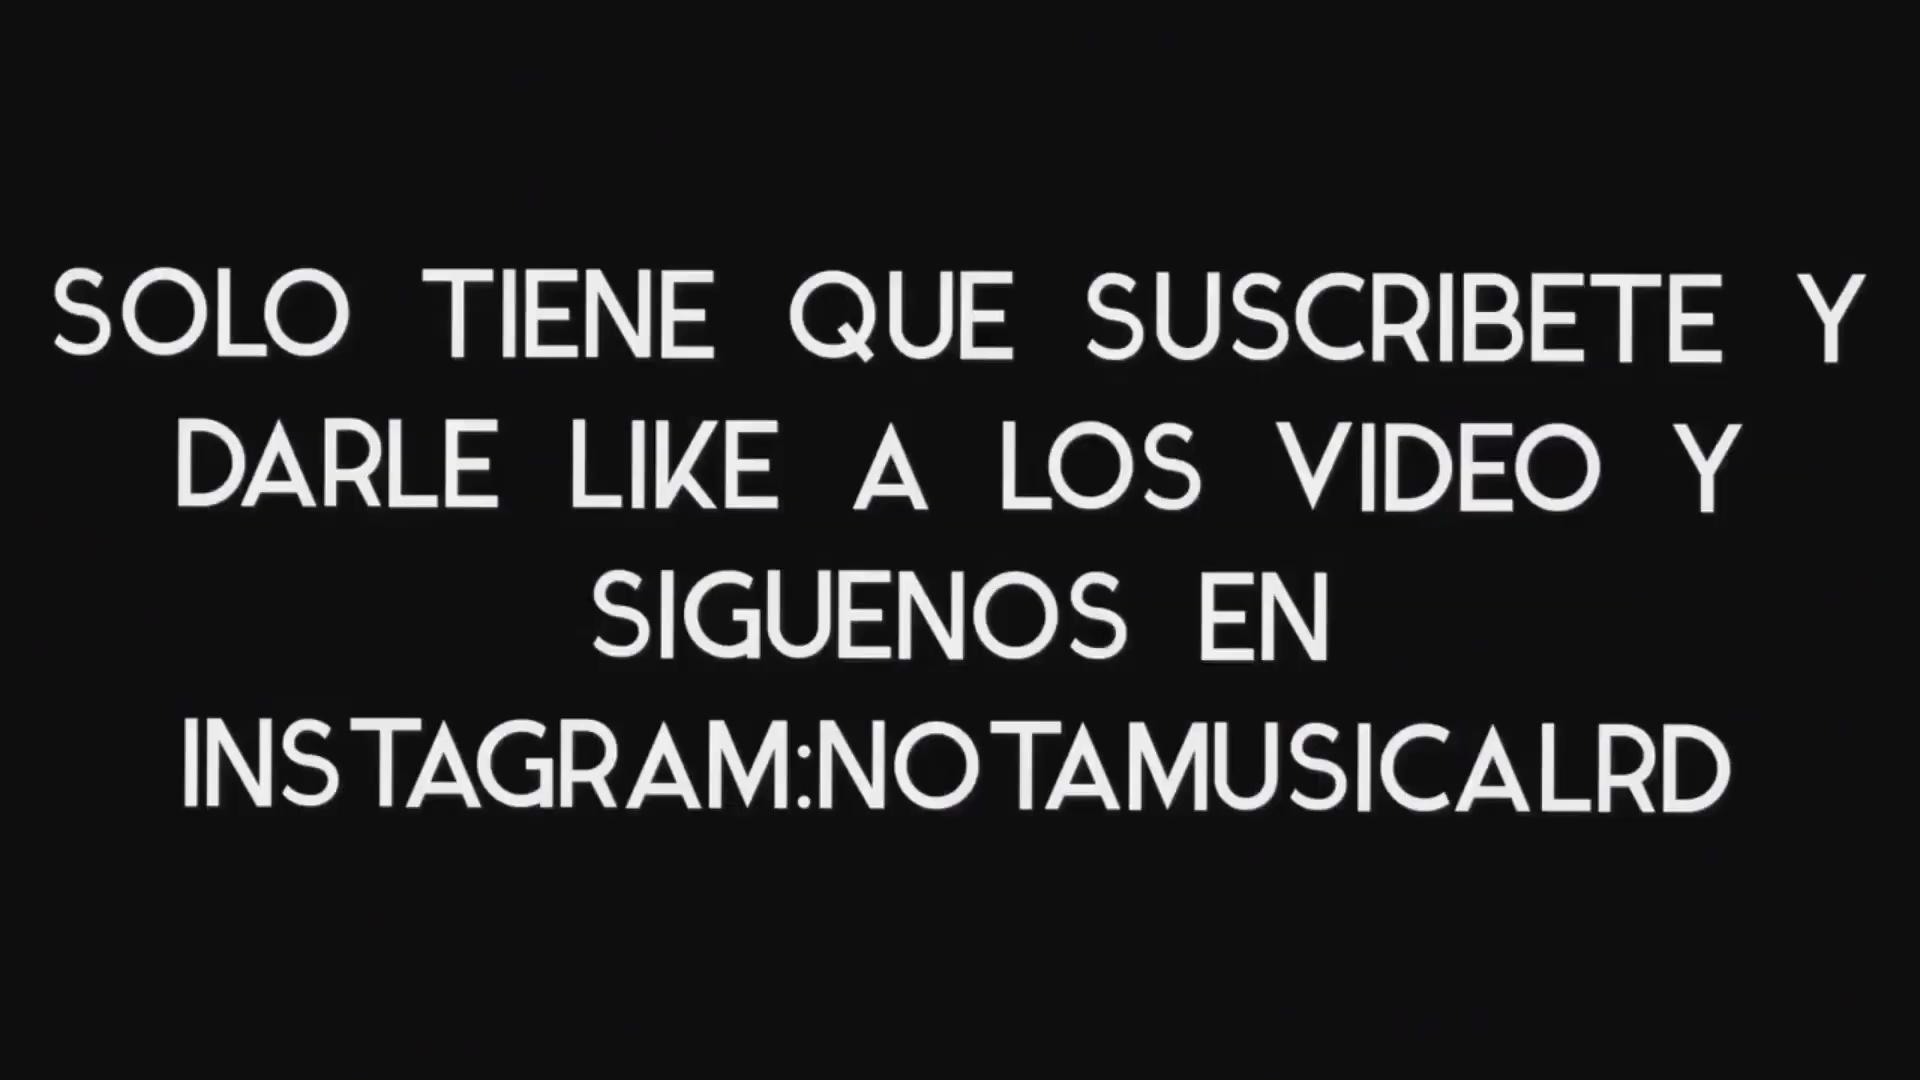 SOLO TIENE QUE SUSCRIBETE Y
DARLE LIKE A LOS VIDEO Y
SIGUENOS EN
INSTAGRAM:NOTAMUSICALRD